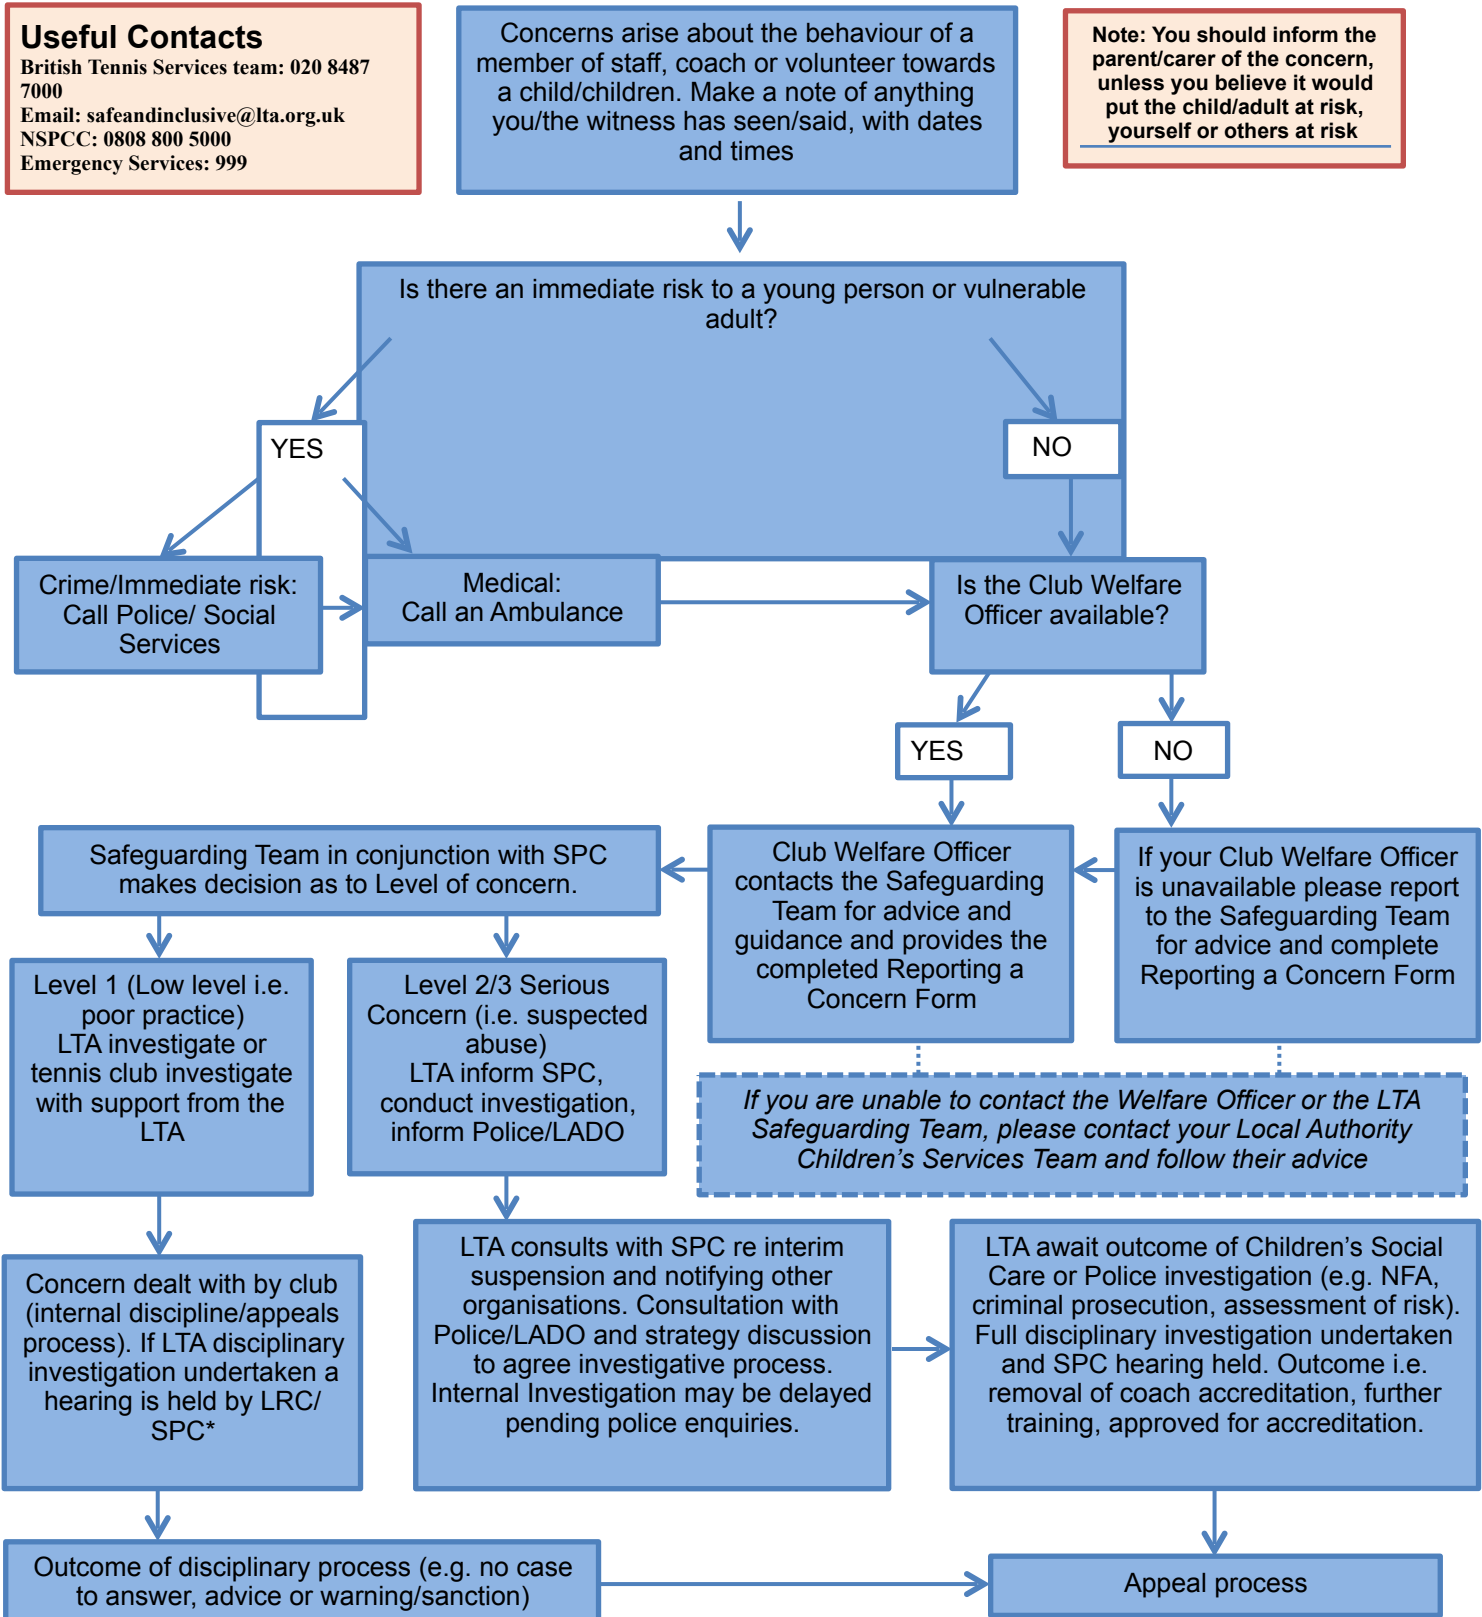 Useful Contacts
British Tennis Services team: 020 8487
7000
Email: safeandinclusive@lta.org.uk
NSPCC: 0808 800 5000
Emergency Services: 999
Concerns arise about the behaviour of a
member of staff, coach or volunteer towards
a child/children. Make a note of anything
you/the witness has seen/said, with dates
and times
Note: You should inform the
parent/carer of the concern,
unless you believe it would
put the child/adult at risk,
yourself or others at risk
Is there an immediate risk to a young person or vulnerable
adult?
YES
NO
Crime/Immediate risk:
Call Police/ Social
Services
Medical:
Call an Ambulance
Is the Club Welfare
Officer available?
YES
NO
Safeguarding Team in conjunction with SPC
makes decision as to Level of concern.
Club Welfare Officer
contacts the Safeguarding
Team for advice and
guidance and provides the
completed Reporting a
Concern Form
If your Club Welfare Officer
is unavailable please report
to the Safeguarding Team
for advice and complete
Reporting a Concern Form
Level 1 (Low level i.e.
poor practice)
LTA investigate or
tennis club investigate
with support from the
LTA
Level 2/3 Serious
Concern (i.e. suspected
abuse)
LTA inform SPC,
conduct investigation,
inform Police/LADO
If you are unable to contact the Welfare Officer or the LTA
Safeguarding Team, please contact your Local Authority
Children’s Services Team and follow their advice
Concern dealt with by club
(internal discipline/appeals
process). If LTA disciplinary
investigation undertaken a
hearing is held by LRC/
SPC*
LTA consults with SPC re interim
suspension and notifying other
organisations. Consultation with
Police/LADO and strategy discussion
to agree investigative process.
Internal Investigation may be delayed
pending police enquiries.
LTA await outcome of Children’s Social
Care or Police investigation (e.g. NFA,
criminal prosecution, assessment of risk).
Full disciplinary investigation undertaken
and SPC hearing held. Outcome i.e.
removal of coach accreditation, further
training, approved for accreditation.
Outcome of disciplinary process (e.g. no case
to answer, advice or warning/sanction)
Appeal process